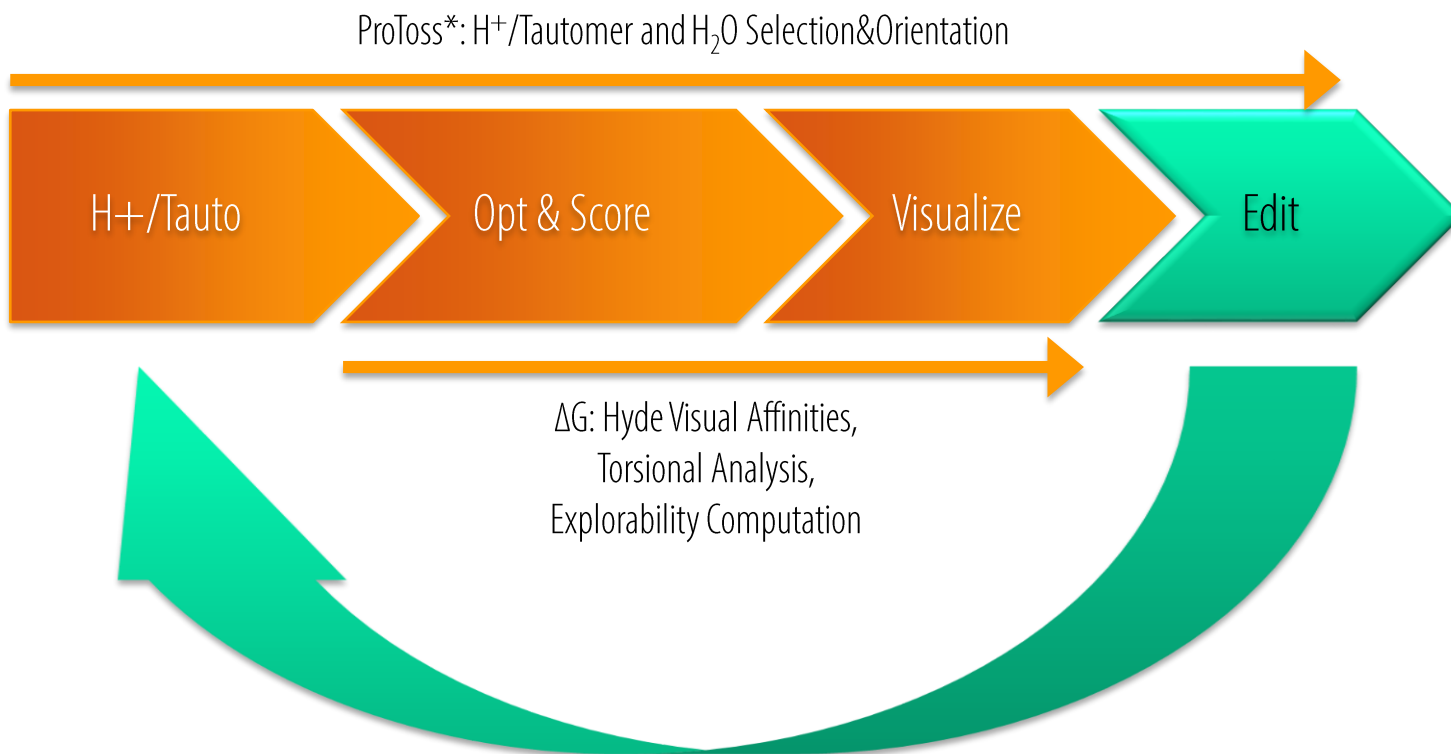 ProToss*: H⁺/Tautomer and H₂O Selection&Orientation
H+/Tauto
Opt & Score
Visualize
Edit
ΔG: Hyde Visual Affinities,
Torsional Analysis,
Explorability Computation